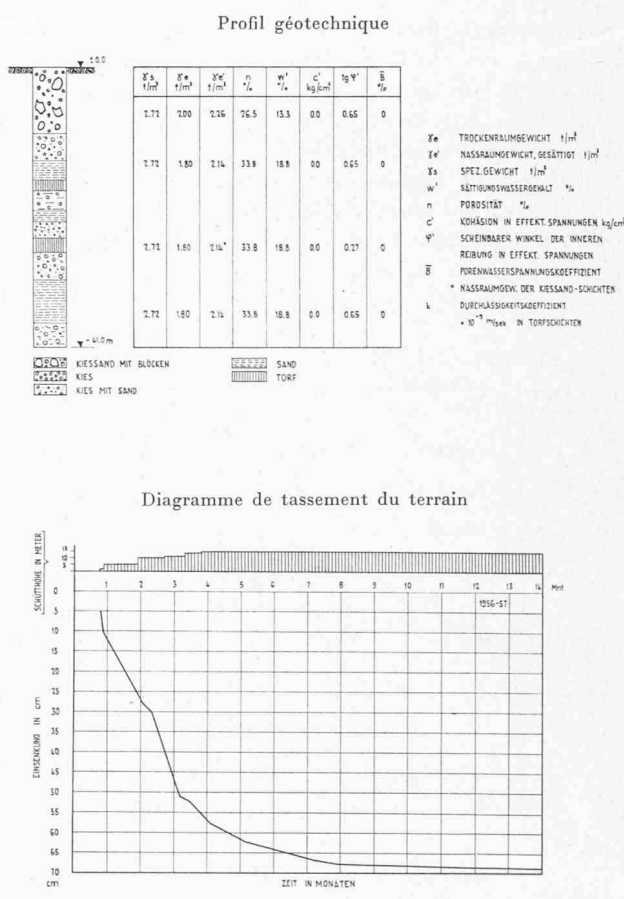 Profil géotechnique
±0.0
γs γe γe' n w' c' tg φ' B̅
t/m³ t/m³ t/m³ % % kg/cm² %
2.72 2.00 2.26 26.5 13.3 0.0 0.65 0
2.72 1.80 2.14 33.8 18.8 0.0 0.65 0
2.72 1.80 2.14* 33.8 18.8 0.0 0.27 0
2.72 1.80 2.14 33.8 18.8 0.0 0.65 0
-41.0m
γe TROCKENRAUMGEWICHT t/m³
γe' NASSRAUMGEWICHT, GESÄTTIGT t/m³
γs SPEZ. GEWICHT t/m³
w' SÄTTIGUNGSWASSERGEHALT %
n POROSITÄT %
c' KOHÄSION IN EFFEKT. SPANNUNGEN kg/cm²
φ' SCHEINBARER WINKEL DER INNEREN
REIBUNG IN EFFEKT. SPANNUNGEN
B̅ PORENWASSERSPANNUNGSKOEFFIZIENT
* NASSRAUMGEW. DER KIESSAND-SCHICHTEN
k DURCHLÄSSIGKEITSKOEFFIZIENT
m/sek IN TORFSCHICHTEN
KIESSAND MIT BLÖCKEN
KIES
KIES MIT SAND
SAND
TORF
Diagramme de tassement du terrain
SCHÜTTHÖHE IN METER
15
10
5
1 2 3 4 5 6 7 8 9 10 11 12 13 14 Mnt
1956-57
EINSENKUNG IN cm
0
5
10
15
20
25
30
35
40
45
50
55
60
65
70
cm
ZEIT IN MONATEN